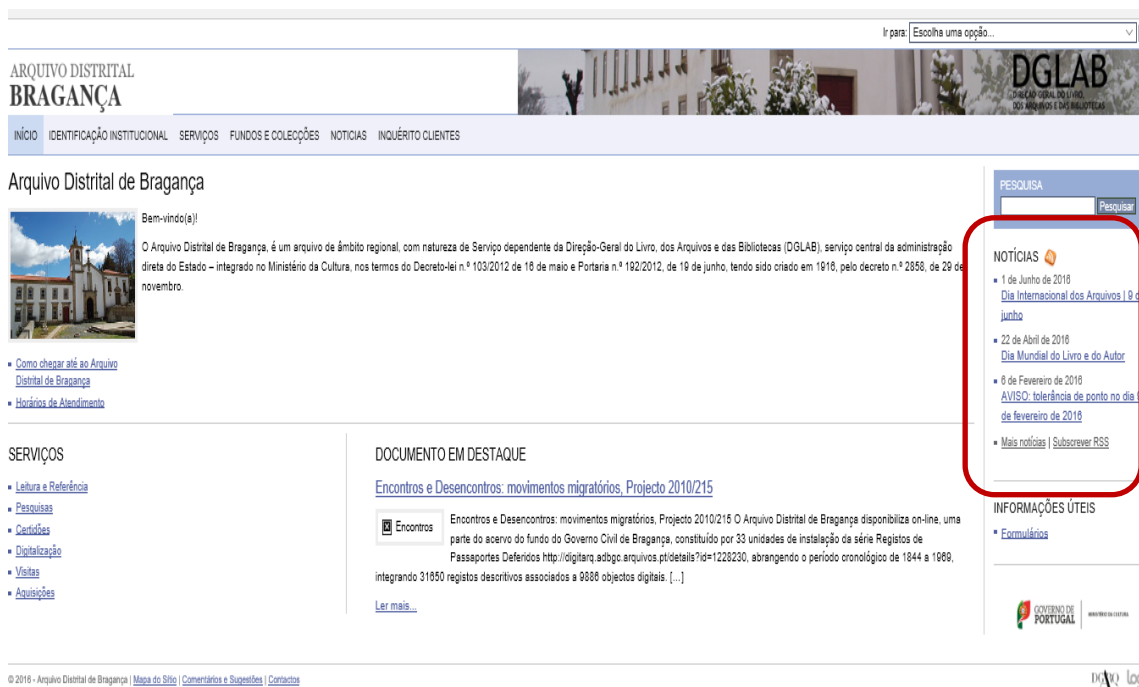 Ir para: Escolha uma opção...
ARQUIVO DISTRITAL
BRAGANÇA
DGLAB
DIREÇÃO GERAL DO LIVRO,
DOS ARQUIVOS E DAS BIBLIOTECAS
INÍCIO IDENTIFICAÇÃO INSTITUCIONAL SERVIÇOS FUNDOS E COLECÇÕES NOTICIAS INQUÉRITO CLIENTES
Arquivo Distrital de Bragança
Bem-vindo(a)!
O Arquivo Distrital de Bragança, é um arquivo de âmbito regional, com natureza de Serviço dependente da Direção-Geral do Livro, dos Arquivos e das Bibliotecas (DGLAB), serviço central da administração
direta do Estado – integrado no Ministério da Cultura, nos termos do Decreto-lei n.º 103/2012 de 16 de maio e Portaria n.º 192/2012, de 19 de junho, tendo sido criado em 1916, pelo decreto n.º 2858, de 29 de
novembro.
Como chegar até ao Arquivo
Distrital de Bragança
Horários de Atendimento
PESQUISA
Pesquisar
NOTÍCIAS
1 de Junho de 2016
Dia Internacional dos Arquivos | 9 d
junho
22 de Abril de 2016
Dia Mundial do Livro e do Autor
6 de Fevereiro de 2016
AVISO: tolerância de ponto no dia
de fevereiro de 2016
Mais notícias | Subscrever RSS
SERVIÇOS
Leitura e Referência
Pesquisas
Certidões
Digitalização
Visitas
Aquisições
DOCUMENTO EM DESTAQUE
Encontros e Desencontros: movimentos migratórios, Projecto 2010/215
Encontros
Encontros e Desencontros: movimentos migratórios, Projecto 2010/215 O Arquivo Distrital de Bragança disponibiliza on-line, uma
parte do acervo do fundo do Governo Civil de Bragança, constituído por 33 unidades de instalação da série Registos de
Passaportes Deferidos http://digitarq.adbgc.arquivos.pt/details?id=1228230, abrangendo o período cronológico de 1844 a 1969,
integrando 31650 registos descritivos associados a 9886 objectos digitais. [...]
Ler mais...
INFORMAÇÕES ÚTEIS
Formulários
GOVERNO DE
PORTUGAL
MINISTÉRIO DA CULTURA
© 2016 - Arquivo Distrital de Bragança | Mapa do Sítio | Comentários e Sugestões | Contactos
DGARQ